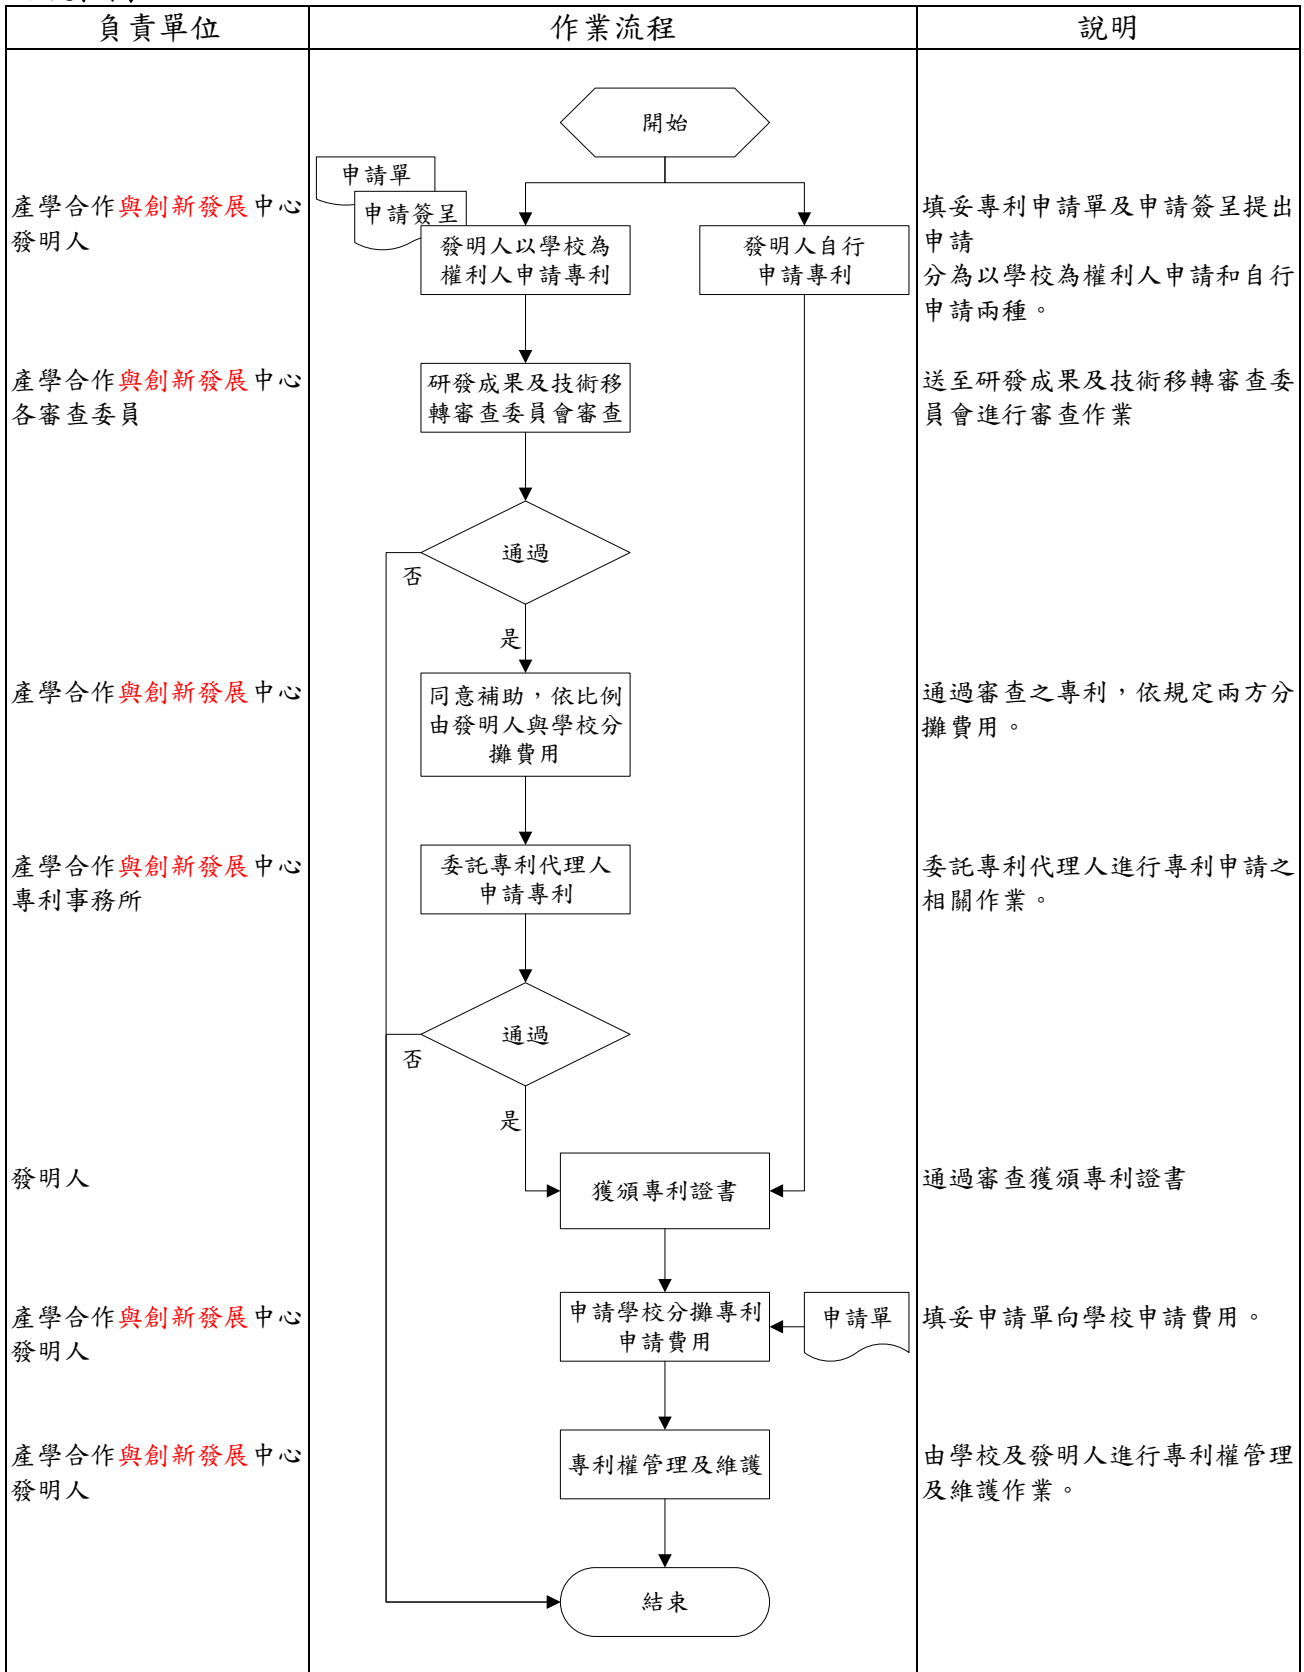 負責單位
作業流程
說明
開始
申請單
申請簽呈
產學合作與創新發展中心
發明人
發明人以學校為
權利人申請專利
發明人自行
申請專利
填妥專利申請單及申請簽呈提出
申請
分為以學校為權利人申請和自行
申請兩種。
產學合作與創新發展中心
各審查委員
研發成果及技術移
轉審查委員會審查
送至研發成果及技術移轉審查委
員會進行審查作業
通過
否
是
產學合作與創新發展中心
同意補助，依比例
由發明人與學校分
攤費用
通過審查之專利，依規定兩方分
攤費用。
產學合作與創新發展中心
專利事務所
委託專利代理人
申請專利
委託專利代理人進行專利申請之
相關作業。
通過
否
是
發明人
獲頒專利證書
通過審查獲頒專利證書
產學合作與創新發展中心
發明人
申請學校分攤專利
申請費用
申請單
填妥申請單向學校申請費用。
產學合作與創新發展中心
發明人
專利權管理及維護
由學校及發明人進行專利權管理
及維護作業。
結束